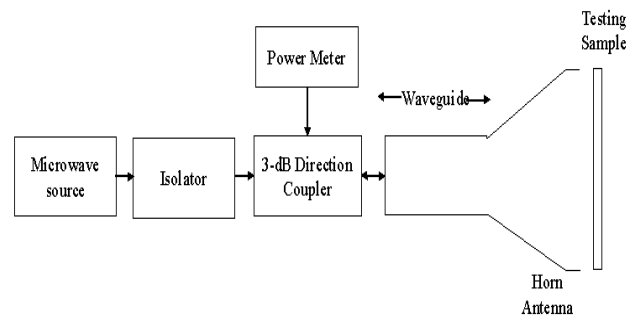 Testing
Sample
Power Meter
Waveguide
Microwave
source
Isolator
3-dB Direction
Coupler
Horn
Antenna